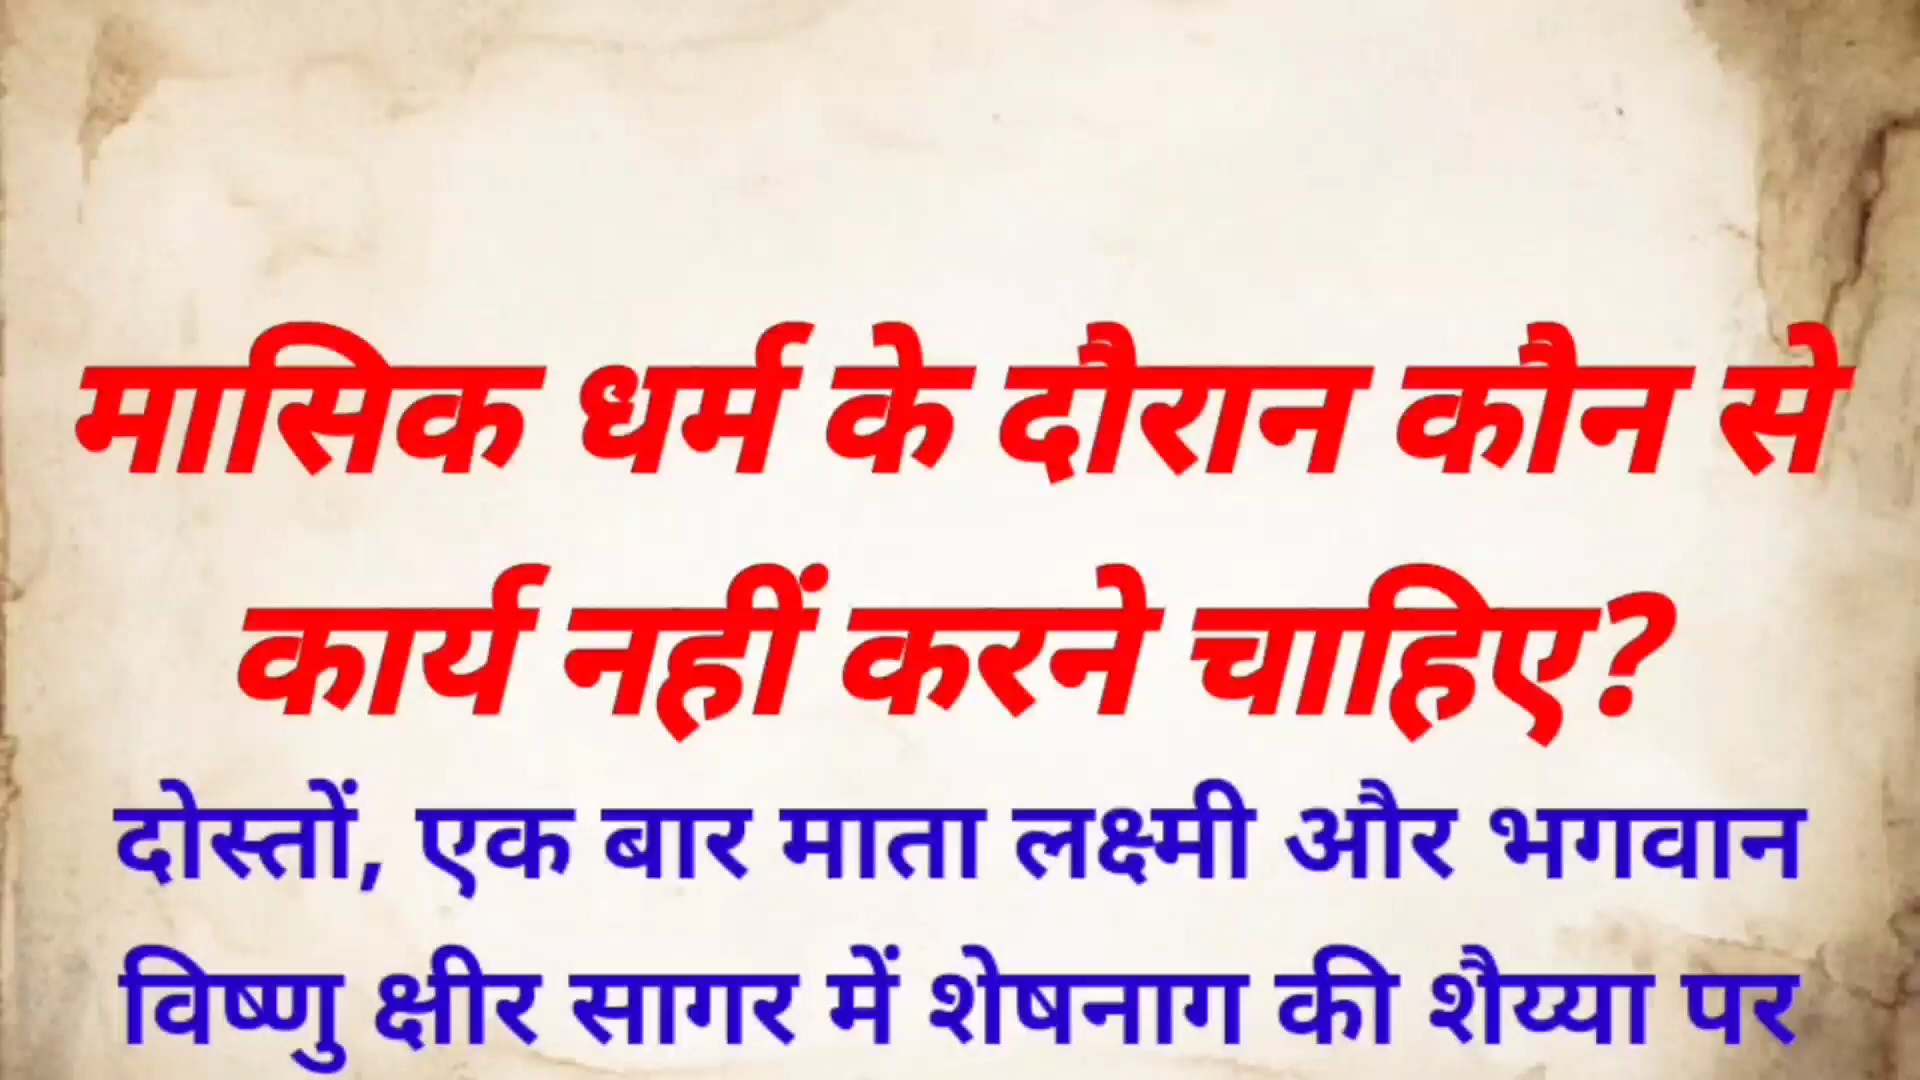 मासिक धर्म के दौरान कौन से
कार्य नहीं करने चाहिए?
दोस्तों, एक बार माता लक्ष्मी और भगवान
विष्णु क्षीर सागर में शेषनाग की शैय्या पर